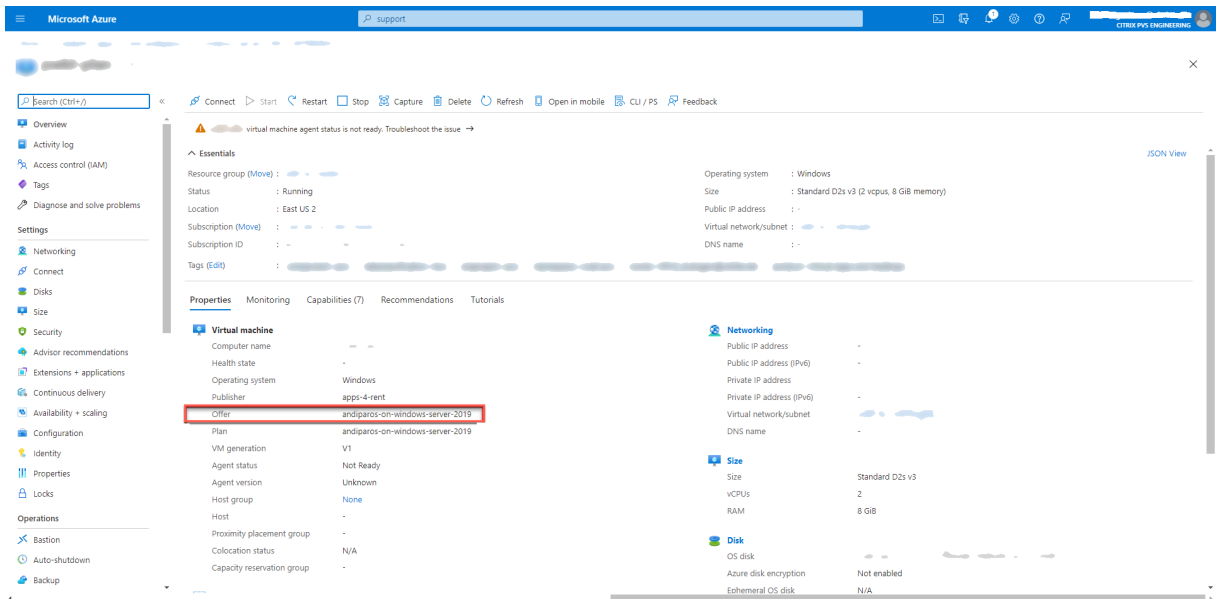 Microsoft Azure
support
1
CITRIX PVS ENGINEERING
Search (Ctrl+/)
Connect Start Restart Stop Capture Delete Refresh Open in mobile CLI / PS Feedback
virtual machine agent status is not ready. Troubleshoot the issue →
Essentials
JSON View
Resource group (Move) :
Status : Running
Location : East US 2
Subscription (Move) :
Subscription ID :
Tags (Edit) :
Operating system : Windows
Size : Standard D2s v3 (2 vcpus, 8 GiB memory)
Public IP address : -
Virtual network/subnet :
DNS name : -
Overview
Activity log
Access control (IAM)
Tags
Diagnose and solve problems
Settings
Networking
Connect
Disks
Size
Security
Advisor recommendations
Extensions + applications
Continuous delivery
Availability + scaling
Configuration
Identity
Properties
Locks
Operations
Bastion
Auto-shutdown
Backup
Properties Monitoring Capabilities (7) Recommendations Tutorials
Virtual machine
Computer name
Health state -
Operating system Windows
Publisher apps-4-rent
Offer andiparos-on-windows-server-2019
Plan andiparos-on-windows-server-2019
VM generation V1
Agent status Not Ready
Agent version Unknown
Host group None
Host -
Proximity placement group -
Colocation status N/A
Capacity reservation group -
Networking
Public IP address -
Public IP address (IPv6) -
Private IP address
Private IP address (IPv6) -
Virtual network/subnet
DNS name -
Size
Size Standard D2s v3
vCPUs 2
RAM 8 GiB
Disk
OS disk
Azure disk encryption Not enabled
Ephemeral OS disk N/A